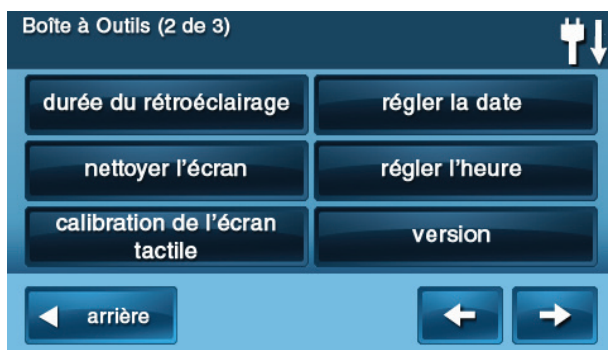 Boîte à Outils (2 de 3)
durée du rétroéclairage
régler la date
nettoyer l'écran
régler l'heure
calibration de l'écran
tactile
version
arrière